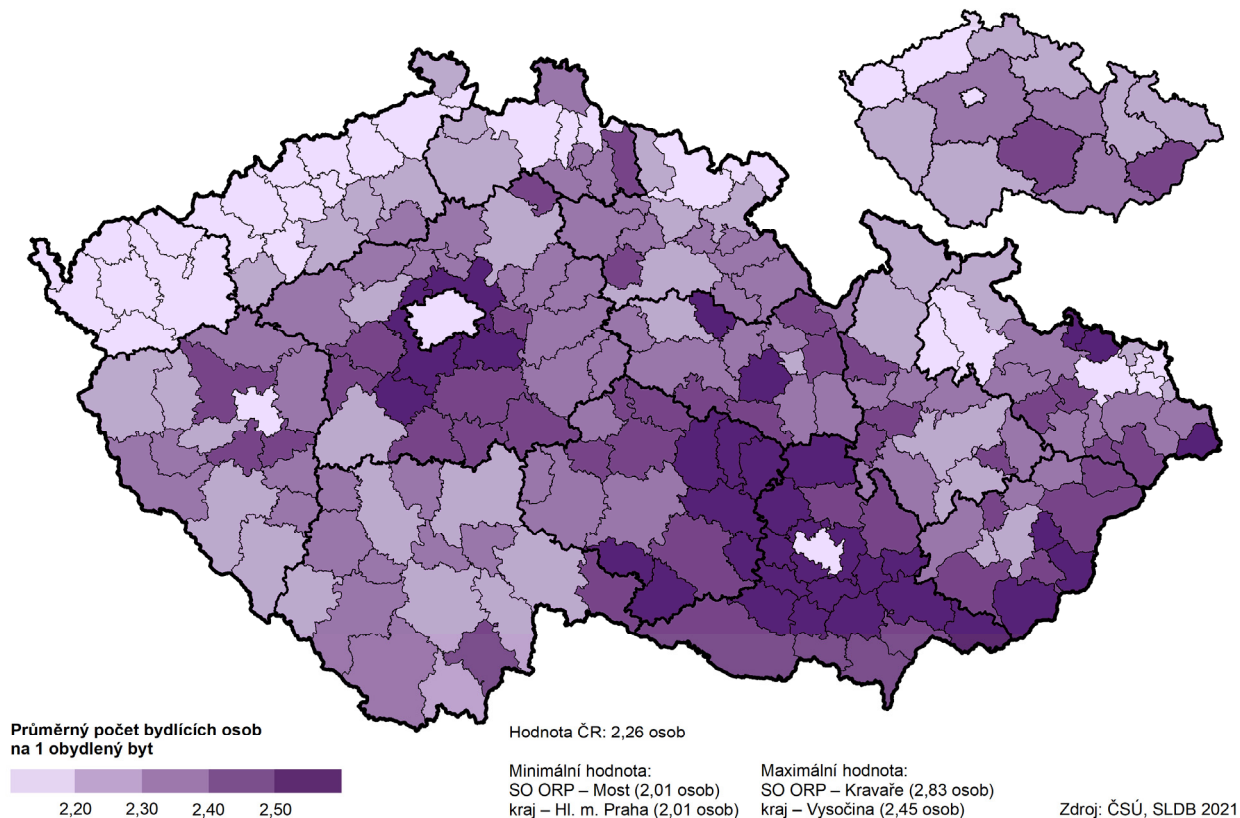 Průměrný počet bydlících osob
na 1 obydlený byt
2,20 2,30 2,40 2,50
Hodnota ČR: 2,26 osob
Minimální hodnota:
SO ORP – Most (2,01 osob)
kraj – Hl. m. Praha (2,01 osob)
Maximální hodnota:
SO ORP – Kravaře (2,83 osob)
kraj – Vysočina (2,45 osob)
Zdroj: ČSÚ, SLDB 2021